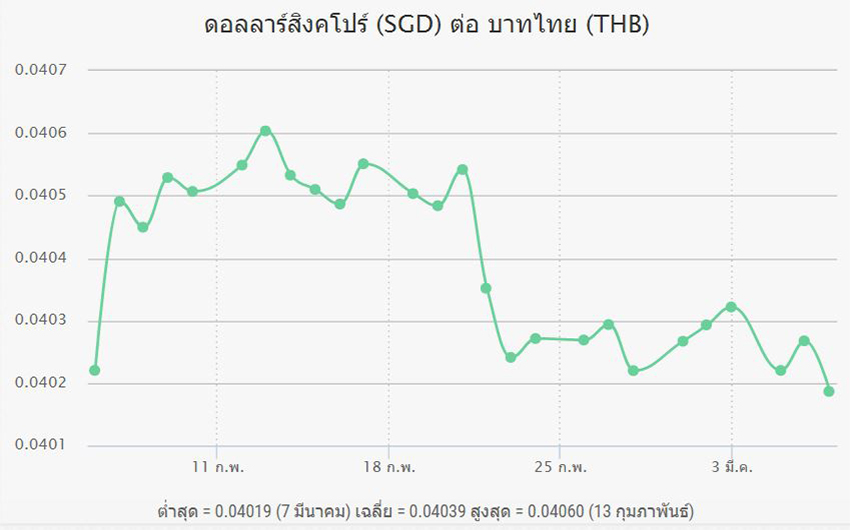 ดอลลาร์สิงคโปร์ (SGD) ต่อ บาทไทย (THB)
0.0407
0.0406
0.0405
0.0404
0.0403
0.0402
0.0401
11 ก.พ. 18 ก.พ. 25 ก.พ. 3 มี.ค.
ต่ำสุด = 0.04019 (7 มีนาคม) เฉลี่ย = 0.04039 สูงสุด = 0.04060 (13 กุมภาพันธ์)